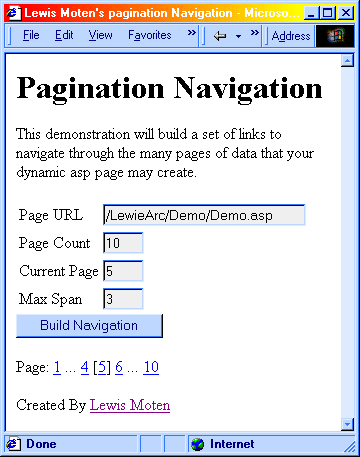 Lewis Moten's pagination Navigation - Microso...
File Edit View Favorites » » Address
Pagination Navigation
This demonstration will build a set of links to
navigate through the many pages of data that your
dynamic asp page may create.
Page URL /LewieArc/Demo/Demo.asp
Page Count 10
Current Page 5
Max Span 3
Build Navigation
Page: 1 ... 4 [5] 6 ... 10
Created By Lewis Moten
Done Internet